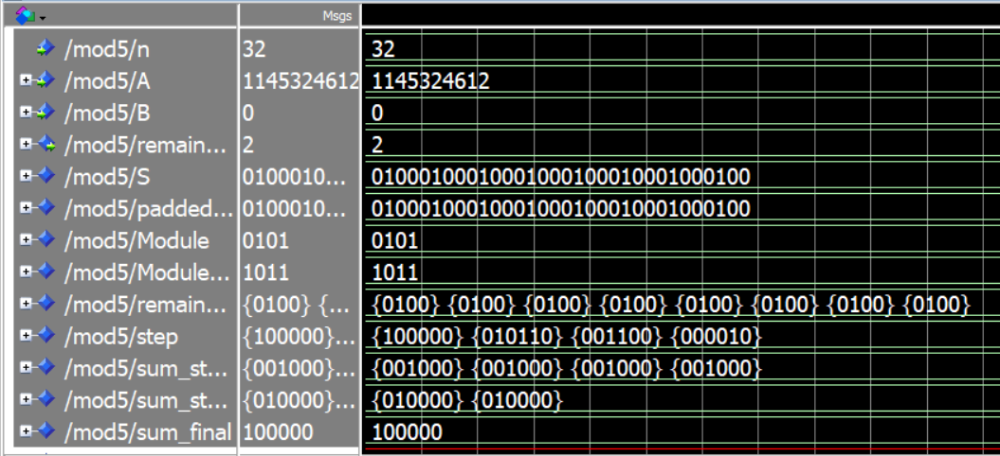 Msgs
/mod5/n 32 32
/mod5/A 1145324612 1145324612
/mod5/B 0 0
/mod5/remain... 2 2
/mod5/S 0100010... 01000100010001000100010001000100
/mod5/padded... 0100010... 01000100010001000100010001000100
/mod5/Module 0101 0101
/mod5/Module... 1011 1011
/mod5/remain... {0100} {... {0100} {0100} {0100} {0100} {0100} {0100} {0100} {0100}
/mod5/step {100000}... {100000} {010110} {001100} {000010}
/mod5/sum_st... {001000}... {001000} {001000} {001000} {001000}
/mod5/sum_st... {010000}... {010000} {010000}
/mod5/sum_final 100000 100000